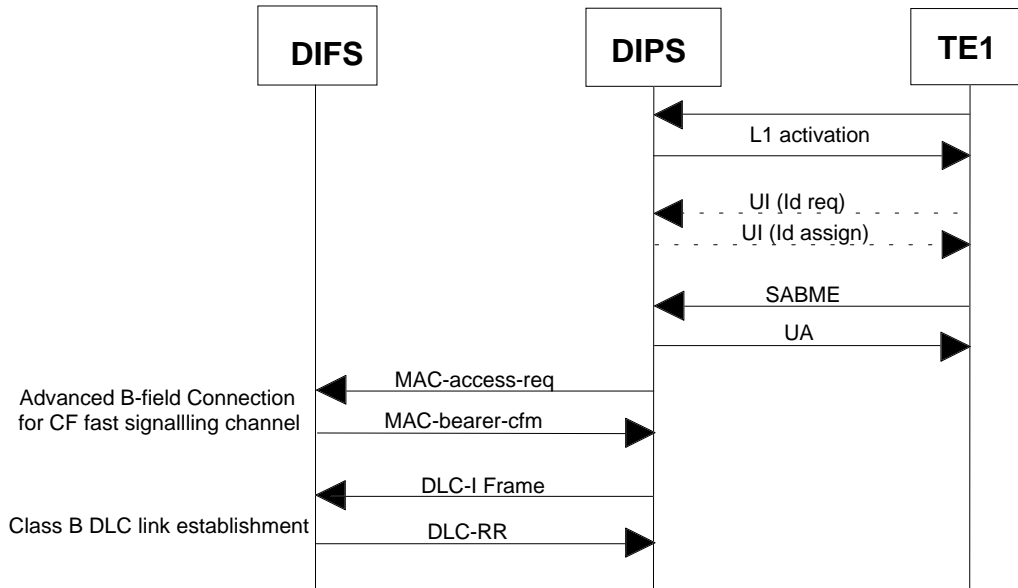 DIFS
DIPS
TE1
L1 activation
UI (Id req)
UI (Id assign)
SABME
UA
MAC-access-req
Advanced B-field Connection
for CF fast signallling channel
MAC-bearer-cfm
DLC-I Frame
Class B DLC link establishment
DLC-RR